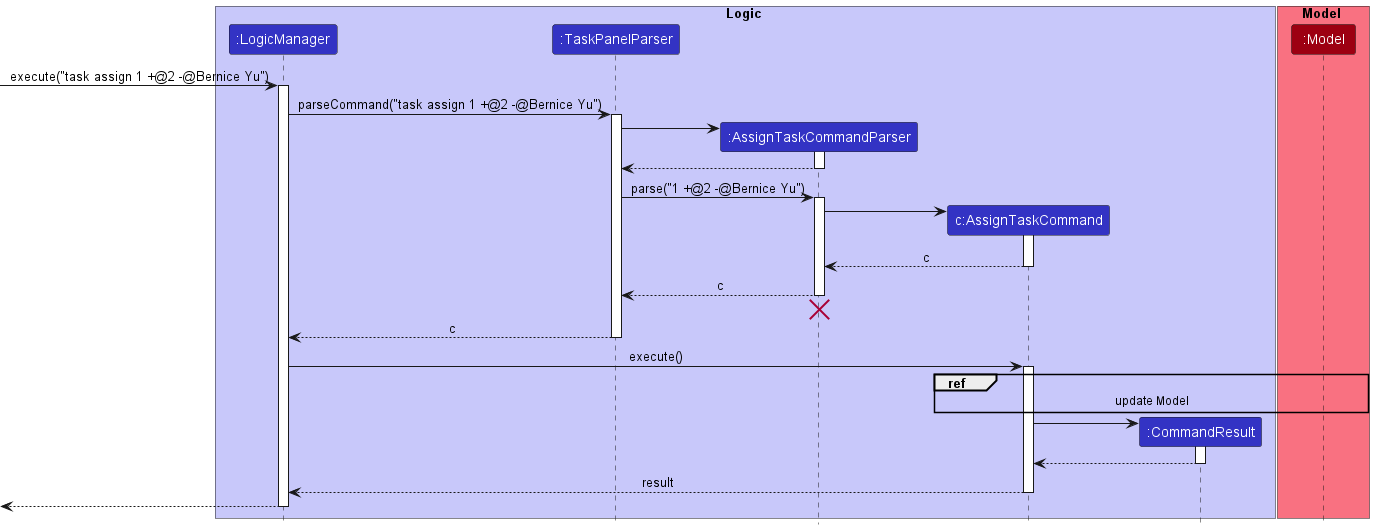 Logic
Model
:LogicManager
:TaskPanelParser
:Model
execute("task assign 1 +@2 -@Bernice Yu")
parseCommand("task assign 1 +@2 -@Bernice Yu")
:AssignTaskCommandParser
parse("1 +@2 -@Bernice Yu")
c:AssignTaskCommand
c
c
c
execute()
ref
update Model
:CommandResult
result